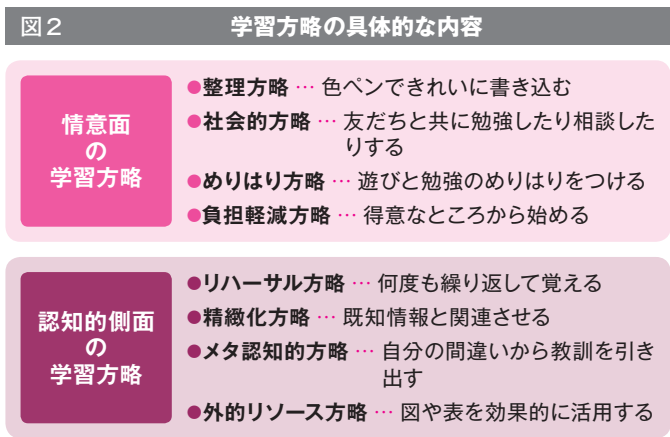 図2 学習方略の具体的な内容
情意面
の
学習方略
●整理方略 … 色ペンできれいに書き込む
●社会的方略 … 友だちと共に勉強したり相談した
りする
●めりはり方略 … 遊びと勉強のめりはりをつける
●負担軽減方略 … 得意なところから始める
認知的側面
の
学習方略
●リハーサル方略 … 何度も繰り返して覚える
●精緻化方略 … 既知情報と関連させる
●メタ認知的方略 … 自分の間違いから教訓を引き
出す
●外的リソース方略 … 図や表を効果的に活用する